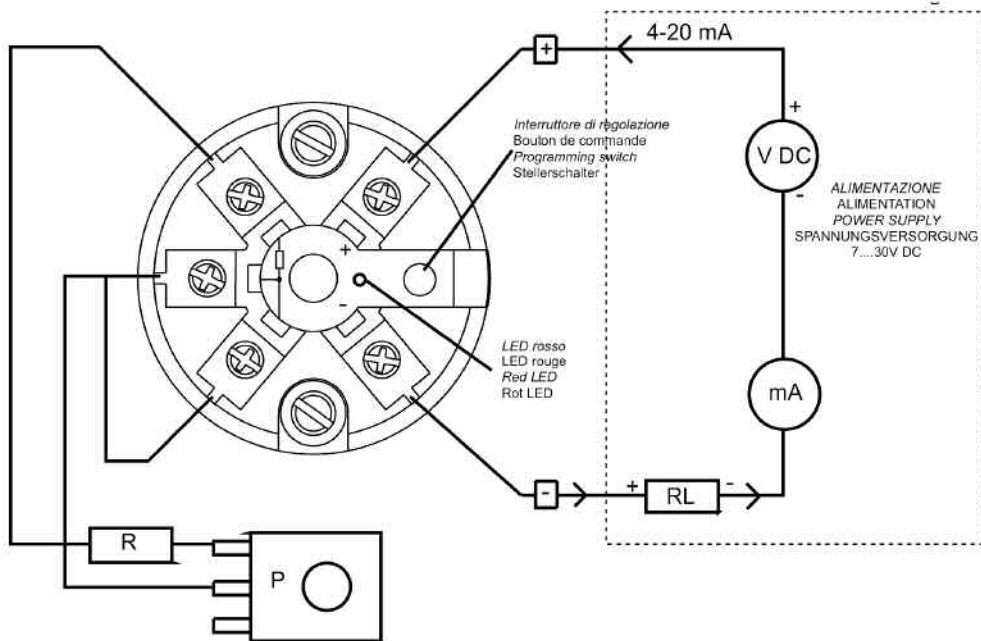 4-20 mA
+
+
V DC
-
Interruttore di regolazione
Bouton de commande
Programming switch
Stellerschalter
ALIMENTAZIONE
ALIMENTATION
POWER SUPPLY
SPANNUNGSVERSORGUNG
7....30V DC
+
-
LED rosso
LED rouge
Red LED
Rot LED
mA
-
+
RL
-
R
P